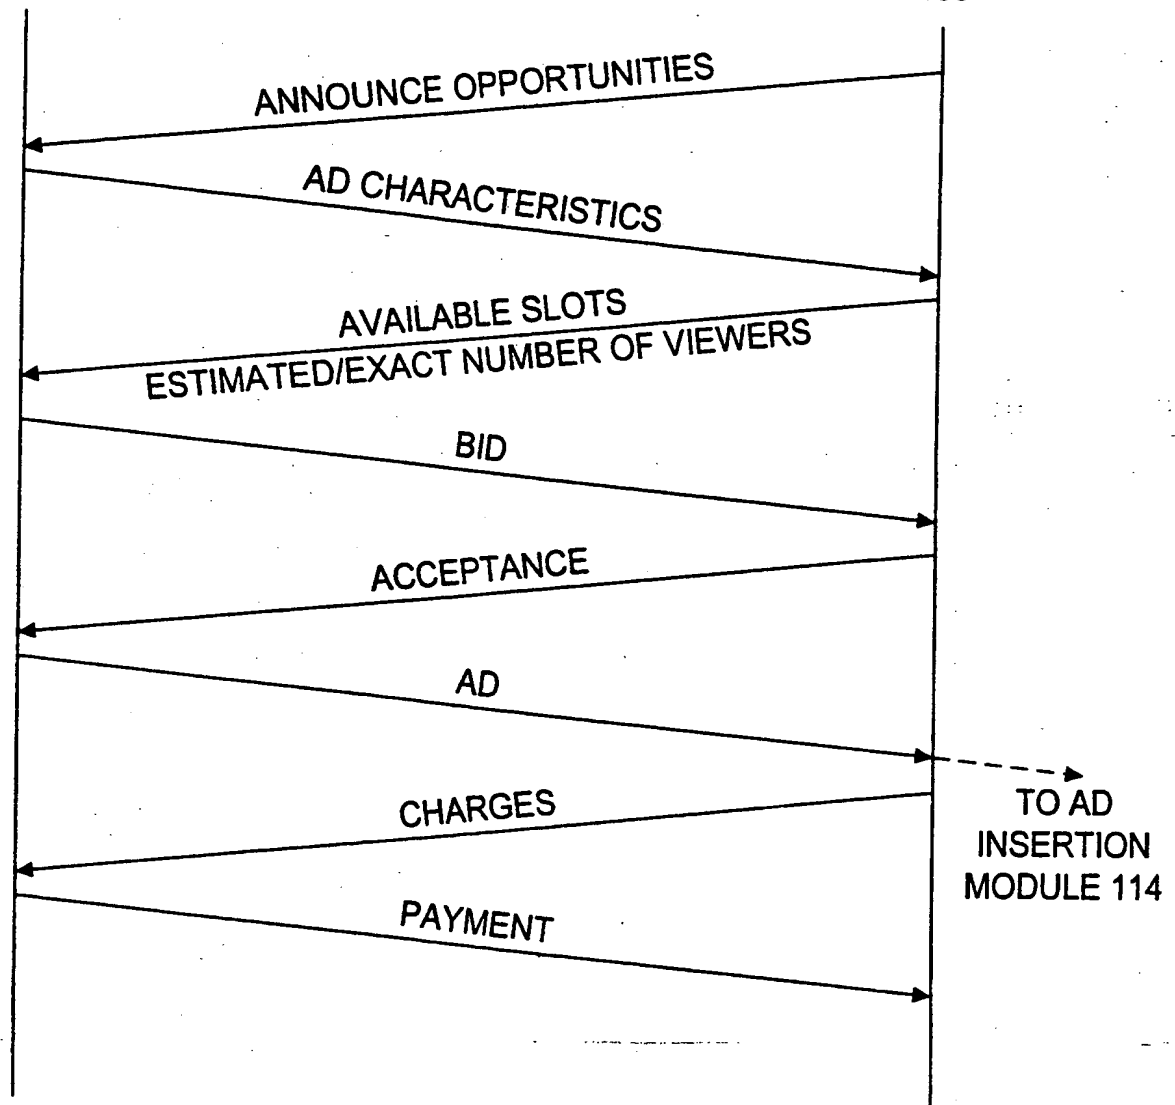 ANNOUNCE OPPORTUNITIES
AD CHARACTERISTICS
AVAILABLE SLOTS
ESTIMATED/EXACT NUMBER OF VIEWERS
BID
ACCEPTANCE
AD
TO AD
INSERTION
MODULE 114
CHARGES
PAYMENT